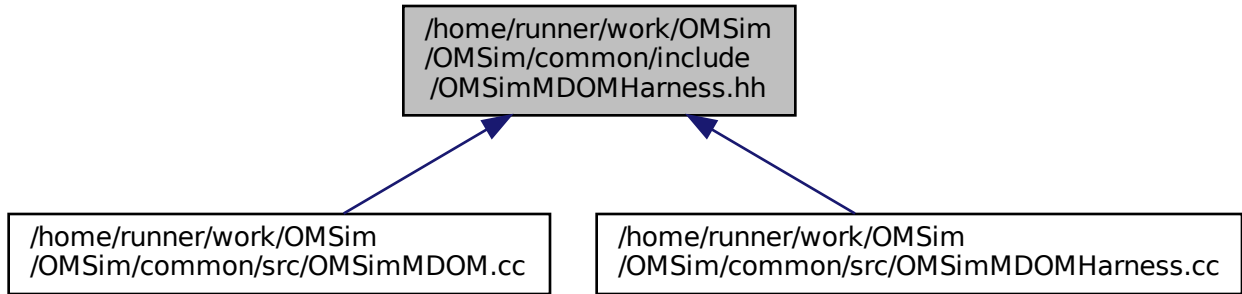 /home/runner/work/OMSim
/OMSim/common/include
/OMSimMDOMHarness.hh
/home/runner/work/OMSim
/OMSim/common/src/OMSimMDOM.cc
/home/runner/work/OMSim
/OMSim/common/src/OMSimMDOMHarness.cc